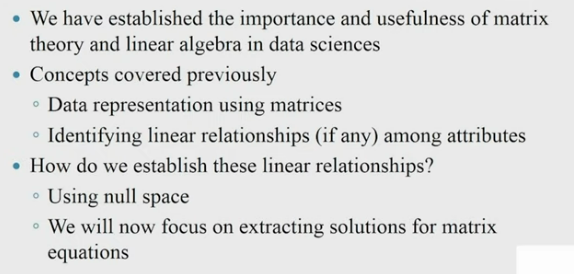 • We have established the importance and usefulness of matrix
theory and linear algebra in data sciences
• Concepts covered previously
◦ Data representation using matrices
◦ Identifying linear relationships (if any) among attributes
• How do we establish these linear relationships?
◦ Using null space
◦ We will now focus on extracting solutions for matrix
equations